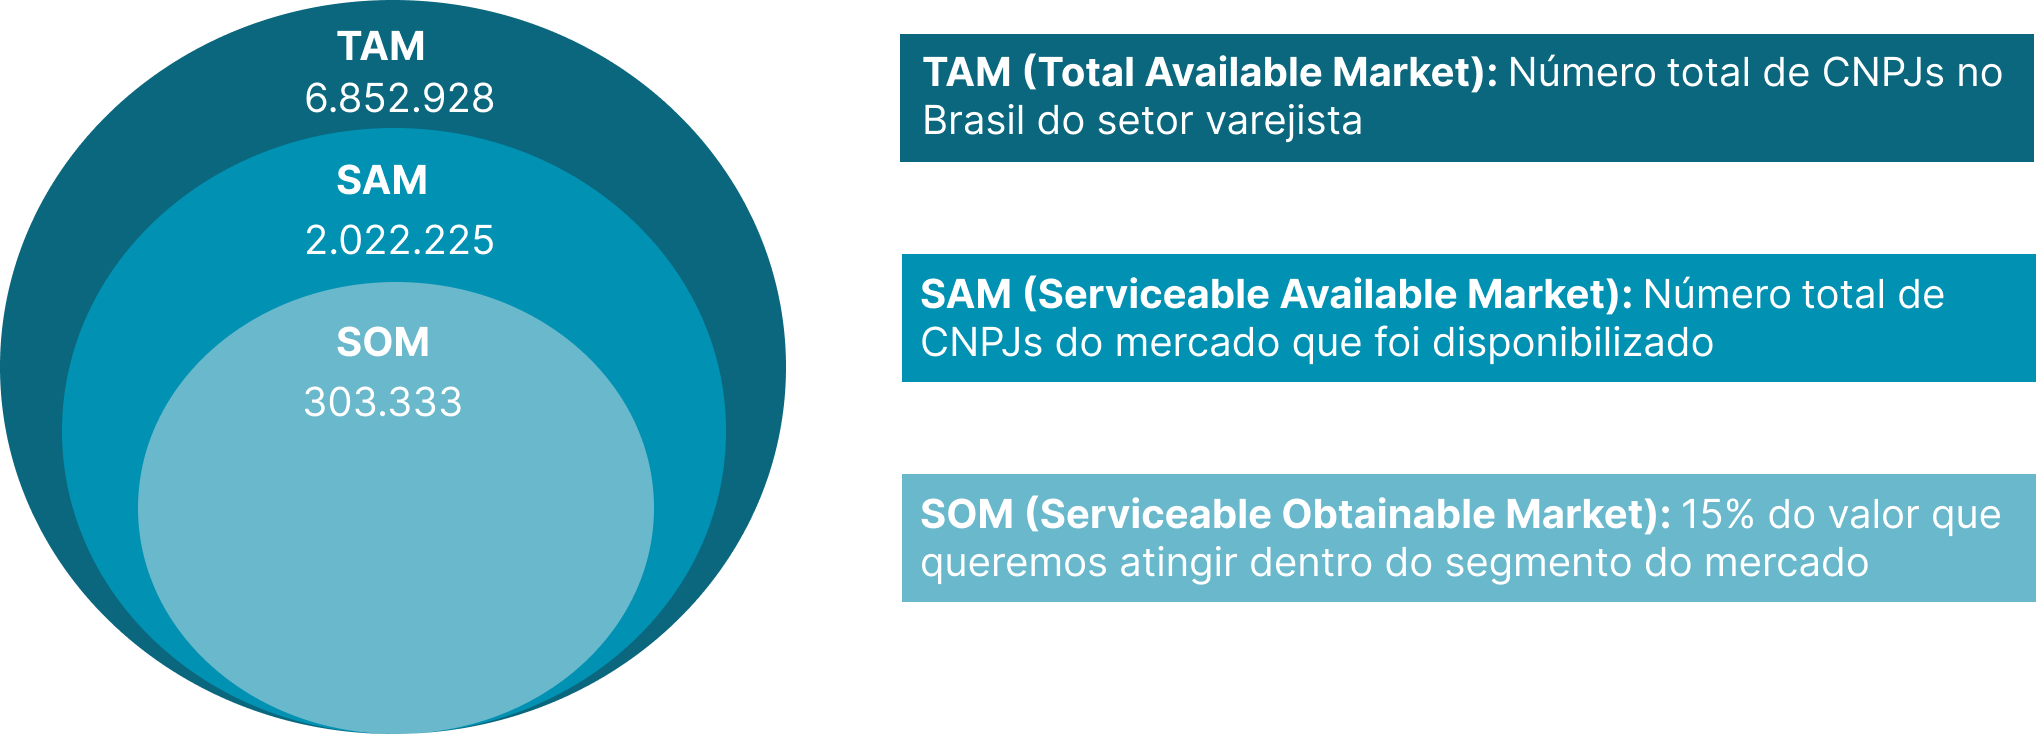 TAM
6.852.928
SAM
2.022.225
SOM
303.333
TAM (Total Available Market): Número total de CNPJs no
Brasil do setor varejista
SAM (Serviceable Available Market): Número total de
CNPJs do mercado que foi disponibilizado
SOM (Serviceable Obtainable Market): 15% do valor que
queremos atingir dentro do segmento do mercado